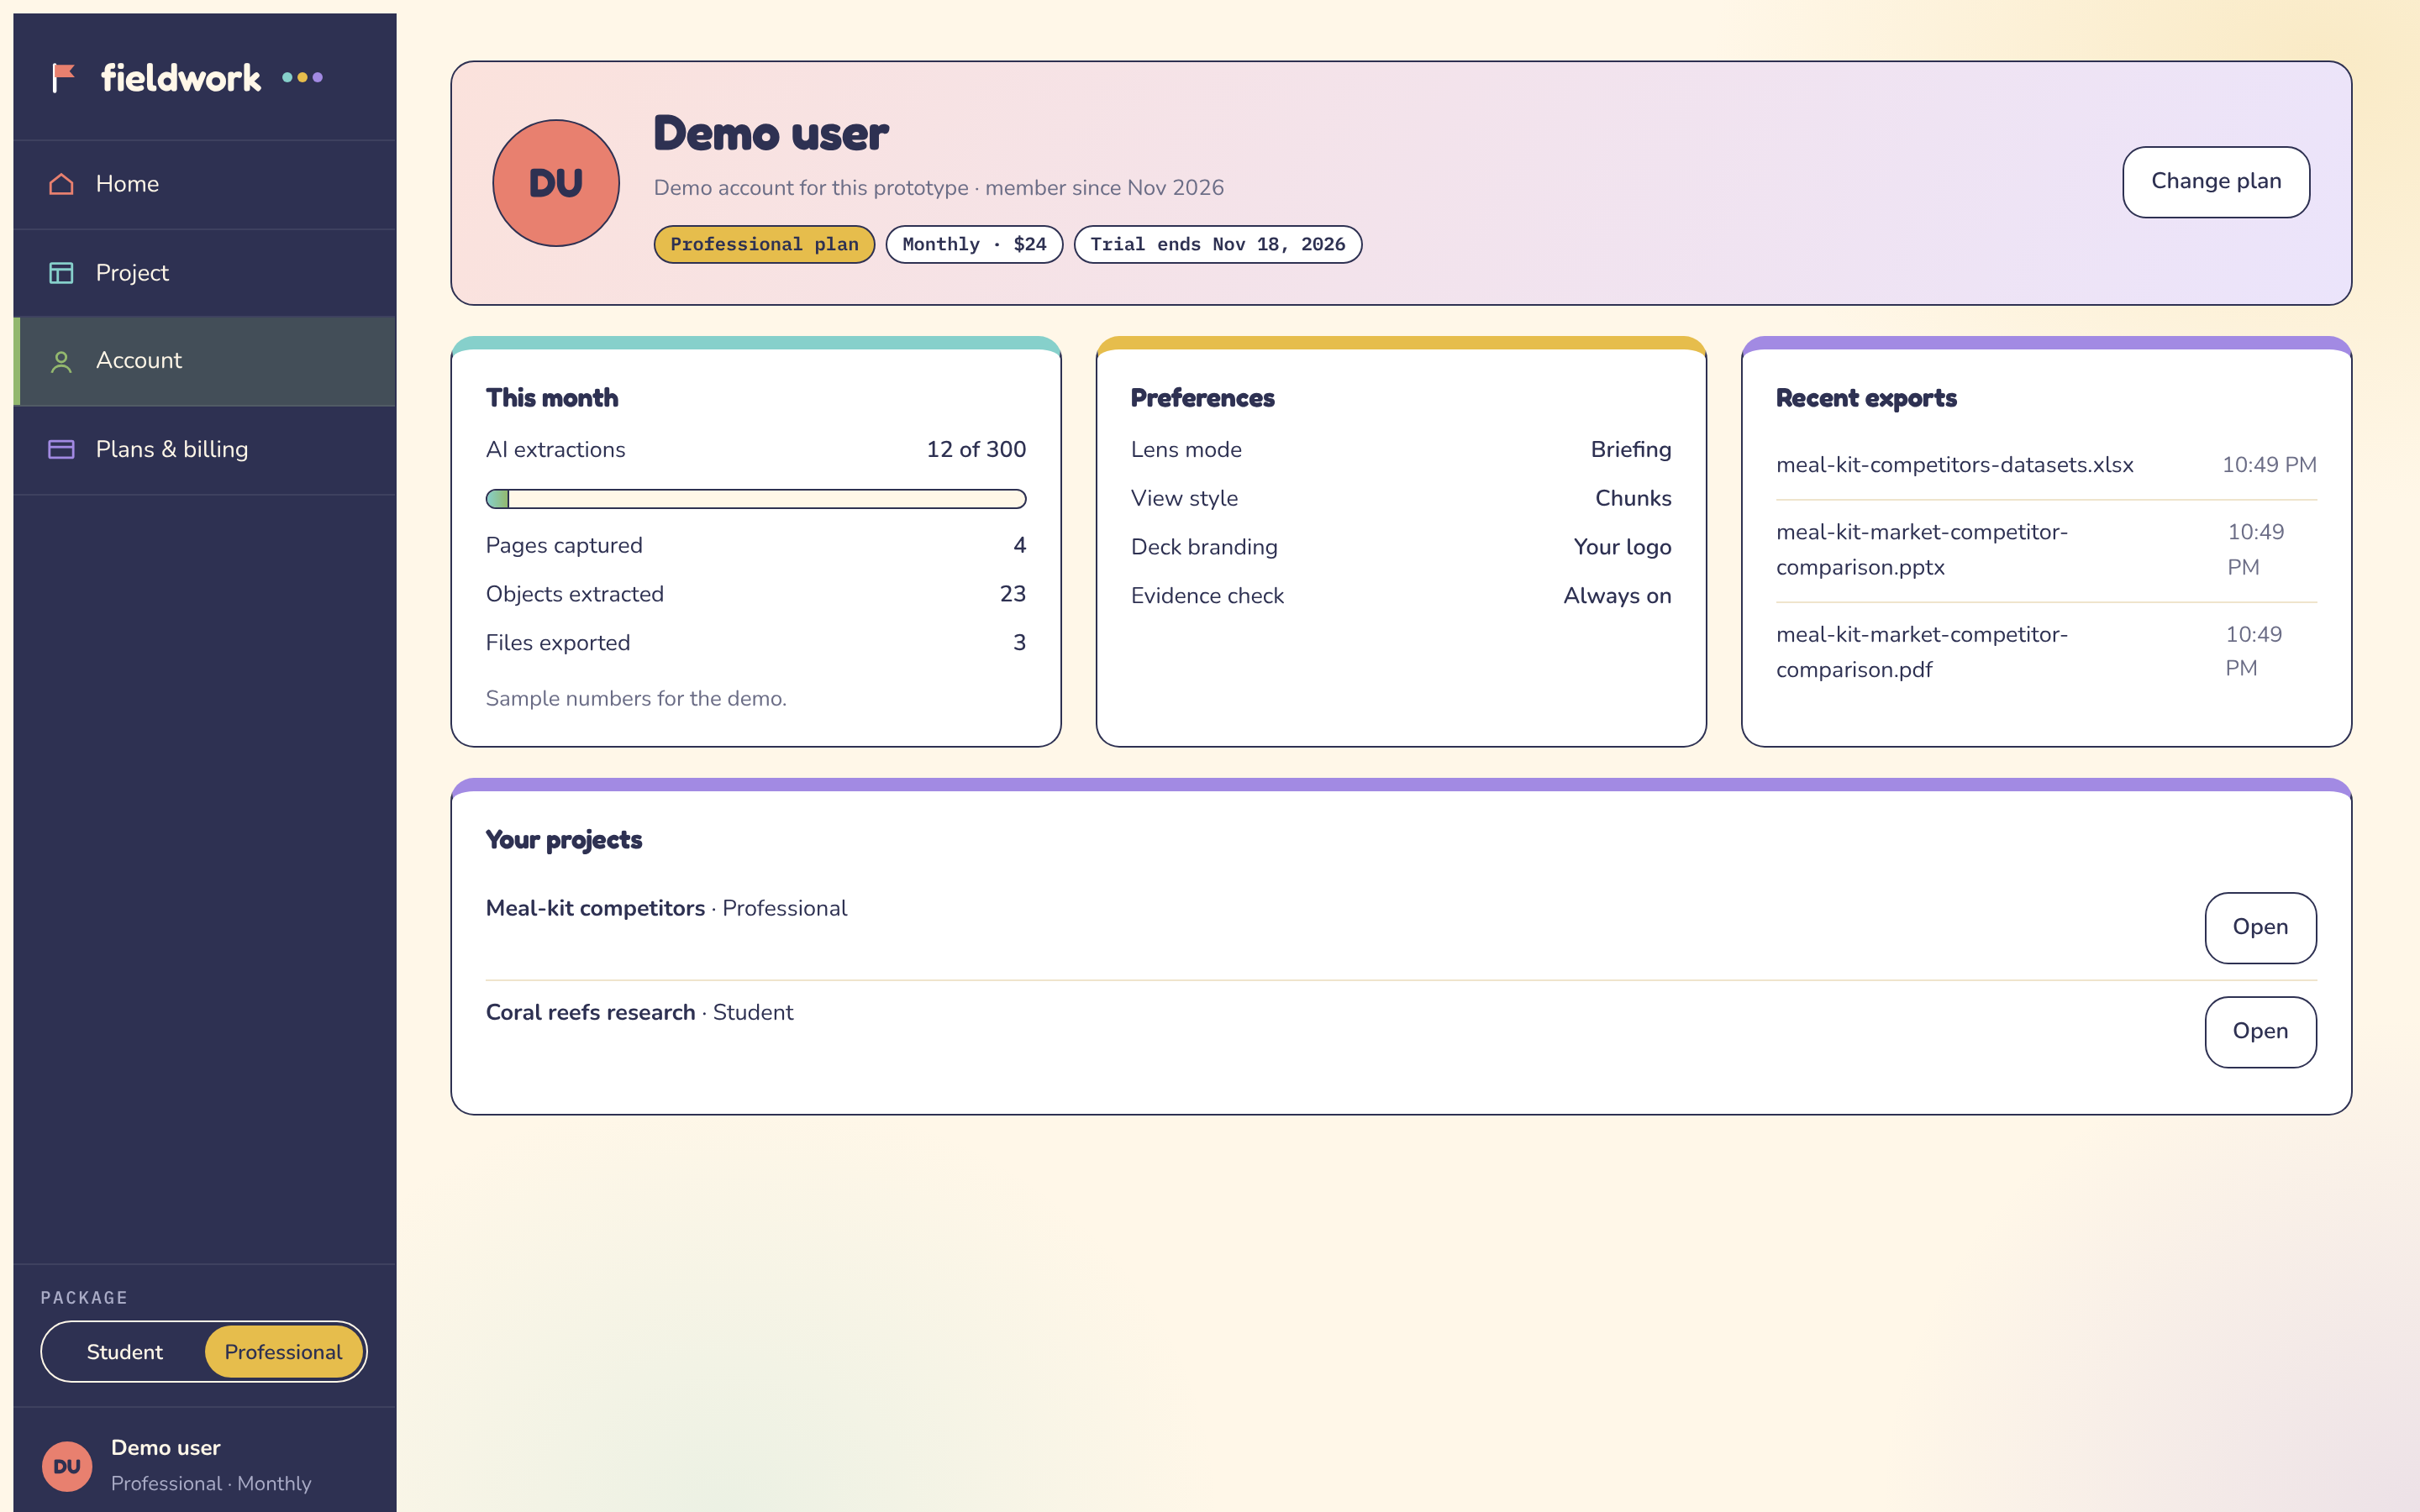 fieldwork
Home
Project
Account
Plans & billing
PACKAGE
Student Professional
DU
Demo user
Professional · Monthly
DU
Demo user
Demo account for this prototype · member since Nov 2026
Professional plan Monthly · $24 Trial ends Nov 18, 2026
Change plan
This month
AI extractions 12 of 300
Pages captured 4
Objects extracted 23
Files exported 3
Sample numbers for the demo.
Preferences
Lens mode Briefing
View style Chunks
Deck branding Your logo
Evidence check Always on
Recent exports
meal-kit-competitors-datasets.xlsx 10:49 PM
meal-kit-market-competitor- 10:49
comparison.pptx PM
meal-kit-market-competitor- 10:49
comparison.pdf PM
Your projects
Meal-kit competitors · Professional Open
Coral reefs research · Student Open